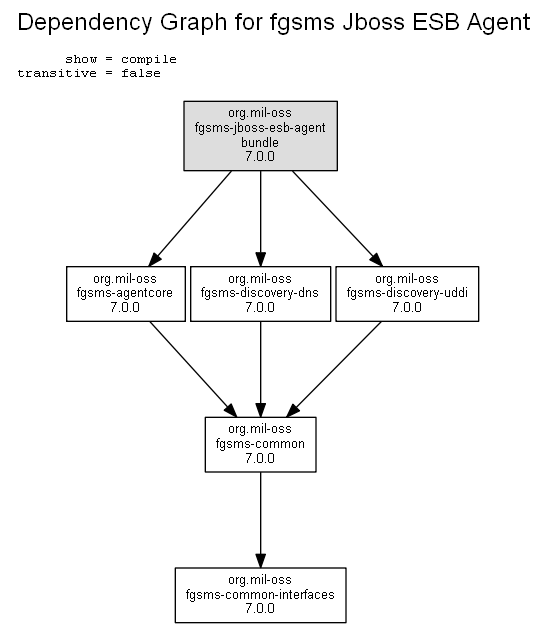 Dependency Graph for fgsms Jboss ESB Agent
show = compile
transitive = false
org.mil-oss
fgsms-jboss-esb-agent
bundle
7.0.0
org.mil-oss
fgsms-agentcore
7.0.0
org.mil-oss
fgsms-discovery-dns
7.0.0
org.mil-oss
fgsms-discovery-uddi
7.0.0
org.mil-oss
fgsms-common
7.0.0
org.mil-oss
fgsms-common-interfaces
7.0.0